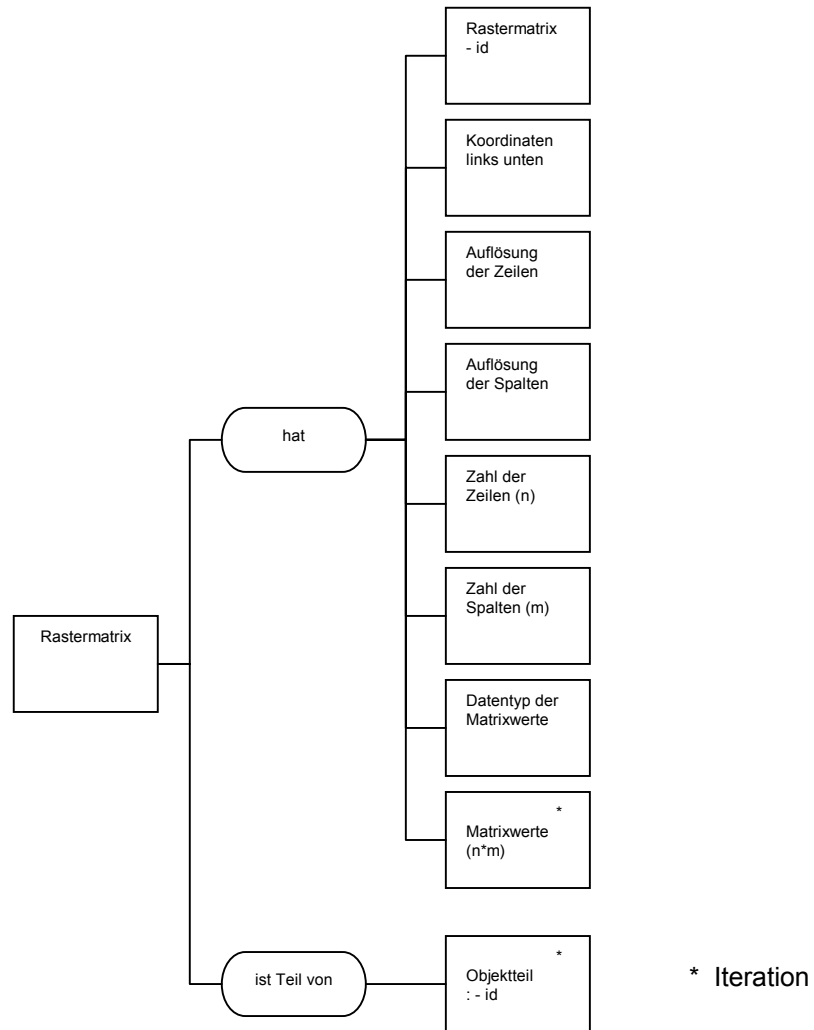 Rastermatrix
- id
Koordinaten
links unten
Auflösung
der Zeilen
Auflösung
der Spalten
hat
Zahl der
Zeilen (n)
Zahl der
Spalten (m)
Rastermatrix
Datentyp der
Matrixwerte
*
Matrixwerte
(n*m)
ist Teil von
*
Objektteil
: - id
* Iteration